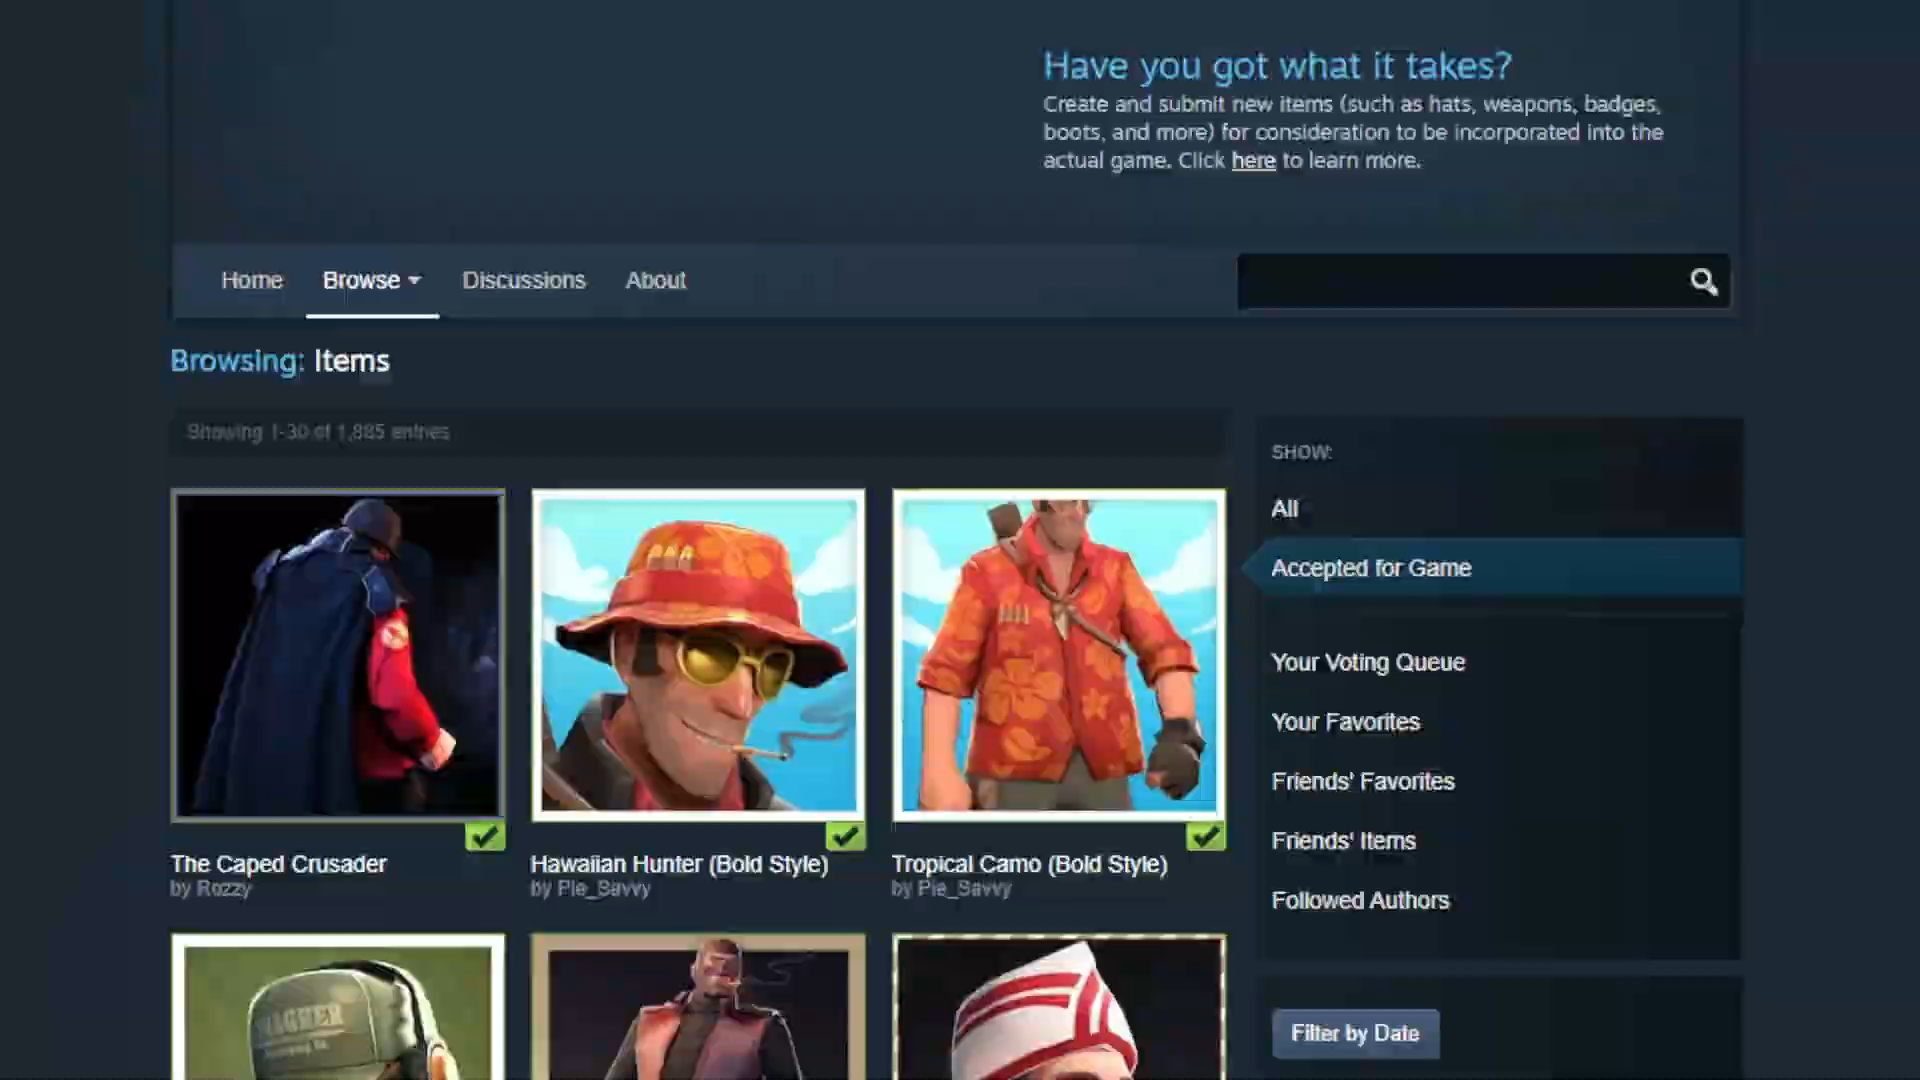 Have you got what it takes?
Create and submit new items (such as hats, weapons, badges,
boots, and more) for consideration to be incorporated into the
actual game. Click here to learn more.
Home Browse Discussions About
Browsing: Items
Showing 1-30 of 1,885 entries
The Caped Crusader
by Rozzy
Hawaiian Hunter (Bold Style)
by Pie_Savvy
Tropical Camo (Bold Style)
by Pie_Savvy
SHOW:
All
Accepted for Game
Your Voting Queue
Your Favorites
Friends' Favorites
Friends' Items
Followed Authors
Filter by Date